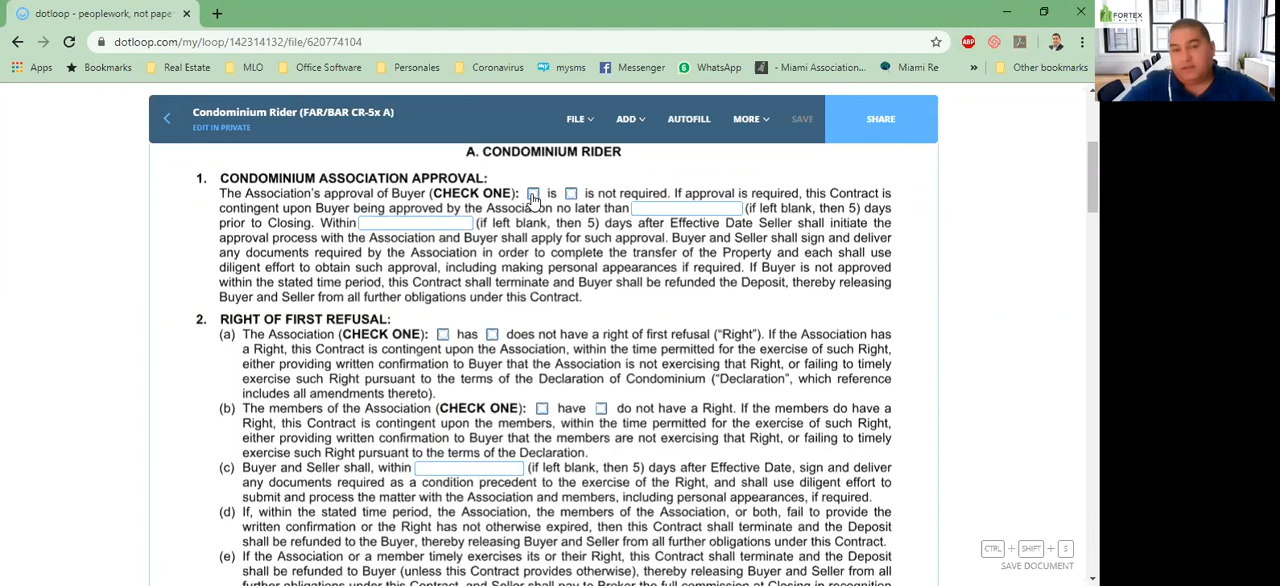 dotloop - peoplework, not paper
dotloop.com/my/loop/142314132/file/620774104
ABP
Apps Bookmarks Real Estate MLO Office Software Personales Coronavirus mysms Messenger WhatsApp - Miami Association... Miami Re » Other bookmarks
FORTEX
Condominium Rider (FAR/BAR CR-5x A)
EDIT IN PRIVATE
FILE ADD AUTOFILL MORE SAVE SHARE
A. CONDOMINIUM RIDER
1. CONDOMINIUM ASSOCIATION APPROVAL:
The Association's approval of Buyer (CHECK ONE): is is not required. If approval is required, this Contract is
contingent upon Buyer being approved by the Association no later than (if left blank, then 5) days
prior to Closing. Within (if left blank, then 5) days after Effective Date Seller shall initiate the
approval process with the Association and Buyer shall apply for such approval. Buyer and Seller shall sign and deliver
any documents required by the Association in order to complete the transfer of the Property and each shall use
diligent effort to obtain such approval, including making personal appearances if required. If Buyer is not approved
within the stated time period, this Contract shall terminate and Buyer shall be refunded the Deposit, thereby releasing
Buyer and Seller from all further obligations under this Contract.
2. RIGHT OF FIRST REFUSAL:
(a) The Association (CHECK ONE): has does not have a right of first refusal ("Right"). If the Association has
a Right, this Contract is contingent upon the Association, within the time permitted for the exercise of such Right,
either providing written confirmation to Buyer that the Association is not exercising that Right, or failing to timely
exercise such Right pursuant to the terms of the Declaration of Condominium ("Declaration", which reference
includes all amendments thereto).
(b) The members of the Association (CHECK ONE): have do not have a Right. If the members do have a
Right, this Contract is contingent upon the members, within the time permitted for the exercise of such Right,
either providing written confirmation to Buyer that the members are not exercising that Right, or failing to timely
exercise such Right pursuant to the terms of the Declaration.
(c) Buyer and Seller shall, within (if left blank, then 5) days after Effective Date, sign and deliver
any documents required as a condition precedent to the exercise of the Right, and shall use diligent effort to
submit and process the matter with the Association and members, including personal appearances, if required.
(d) If, within the stated time period, the Association, the members of the Association, or both, fail to provide the
written confirmation or the Right has not otherwise expired, then this Contract shall terminate and the Deposit
shall be refunded to the Buyer, thereby releasing Buyer and Seller from all further obligations under this Contract.
(e) If the Association or a member timely exercises its or their Right, this Contract shall terminate and the Deposit
shall be refunded to Buyer (unless this Contract provides otherwise), thereby releasing Buyer and Seller from all
further obligations under this Contract, and Seller shall pay to Broker the full commission at Closing in recognition
CTRL + SHIFT + S
SAVE DOCUMENT